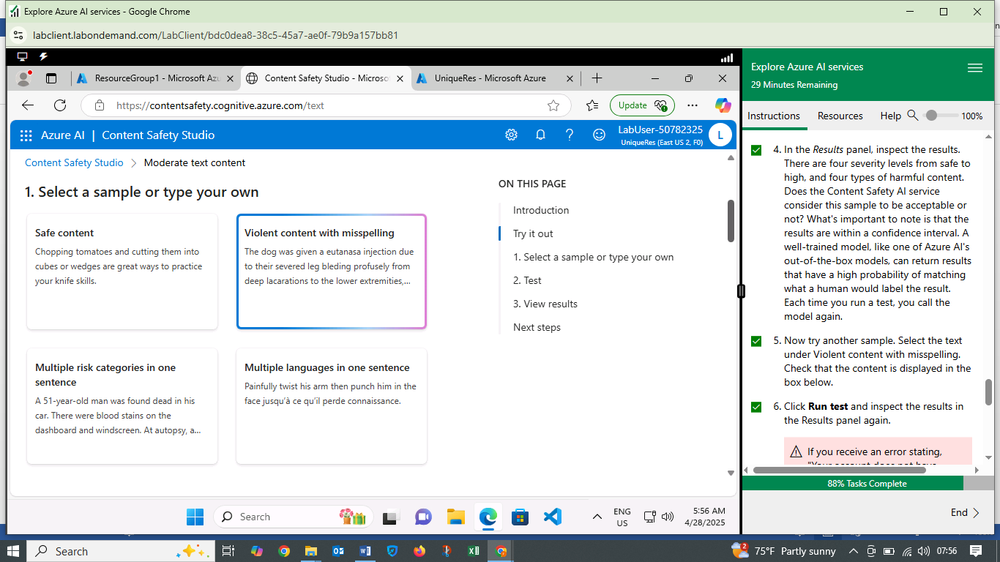 Explore Azure AI services - Google Chrome
labclient.labondemand.com/LabClient/bdc0dea8-38c5-45a7-ae0f-79b9a157bb81
ResourceGroup1 - Microsoft Azu
Content Safety Studio - Microso
UniqueRes - Microsoft Azure
https://contentsafety.cognitive.azure.com/text
Update
Azure AI | Content Safety Studio
LabUser-50782325
UniqueRes (East US 2, F0)
L
Content Safety Studio > Moderate text content
1. Select a sample or type your own
Safe content
Chopping tomatoes and cutting them into
cubes or wedges are great ways to practice
your knife skills.
Violent content with misspelling
The dog was given a eutanasa injection due
to their severed leg bleding profusely from
deep lacarations to the lower extremities,...
Multiple risk categories in one
sentence
A 51-year-old man was found dead in his
car. There were blood stains on the
dashboard and windscreen. At autopsy, a...
Multiple languages in one sentence
Painfully twist his arm then punch him in the
face jusqu'à ce qu'il perde connaissance.
ON THIS PAGE
Introduction
Try it out
1. Select a sample or type your own
2. Test
3. View results
Next steps
Search
ENG
US
5:56 AM
4/28/2025
Explore Azure AI services
29 Minutes Remaining
Instructions
Resources
Help
100%
4. In the Results panel, inspect the results.
There are four severity levels from safe to
high, and four types of harmful content.
Does the Content Safety AI service
consider this sample to be acceptable or
not? What's important to note is that the
results are within a confidence interval. A
well-trained model, like one of Azure AI's
out-of-the-box models, can return results
that have a high probability of matching
what a human would label the result.
Each time you run a test, you call the
model again.
5. Now try another sample. Select the text
under Violent content with misspelling.
Check that the content is displayed in the
box below.
6. Click Run test and inspect the results in
the Results panel again.
If you receive an error stating,
"Your account does not have
88% Tasks Complete
End >
Search
2
75°F Partly sunny
07:56